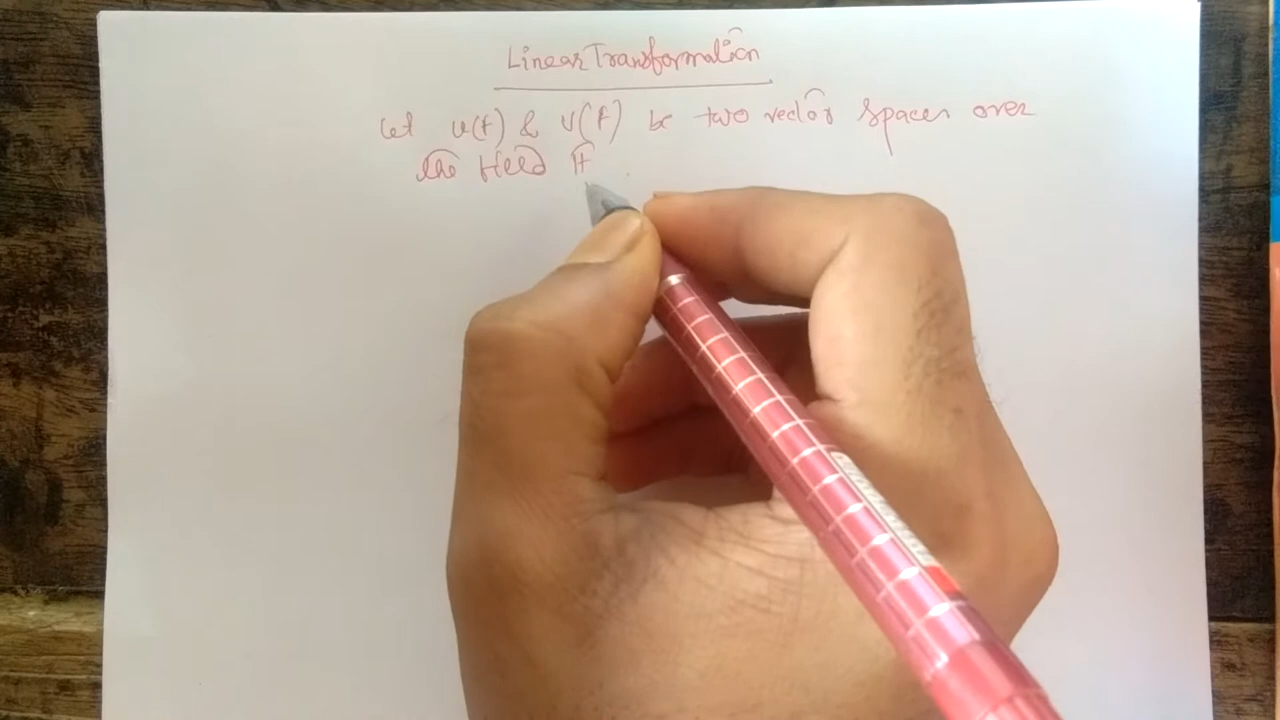 Linear Transformation
Let U(F) & V(F) be two vector spaces over
the Field F